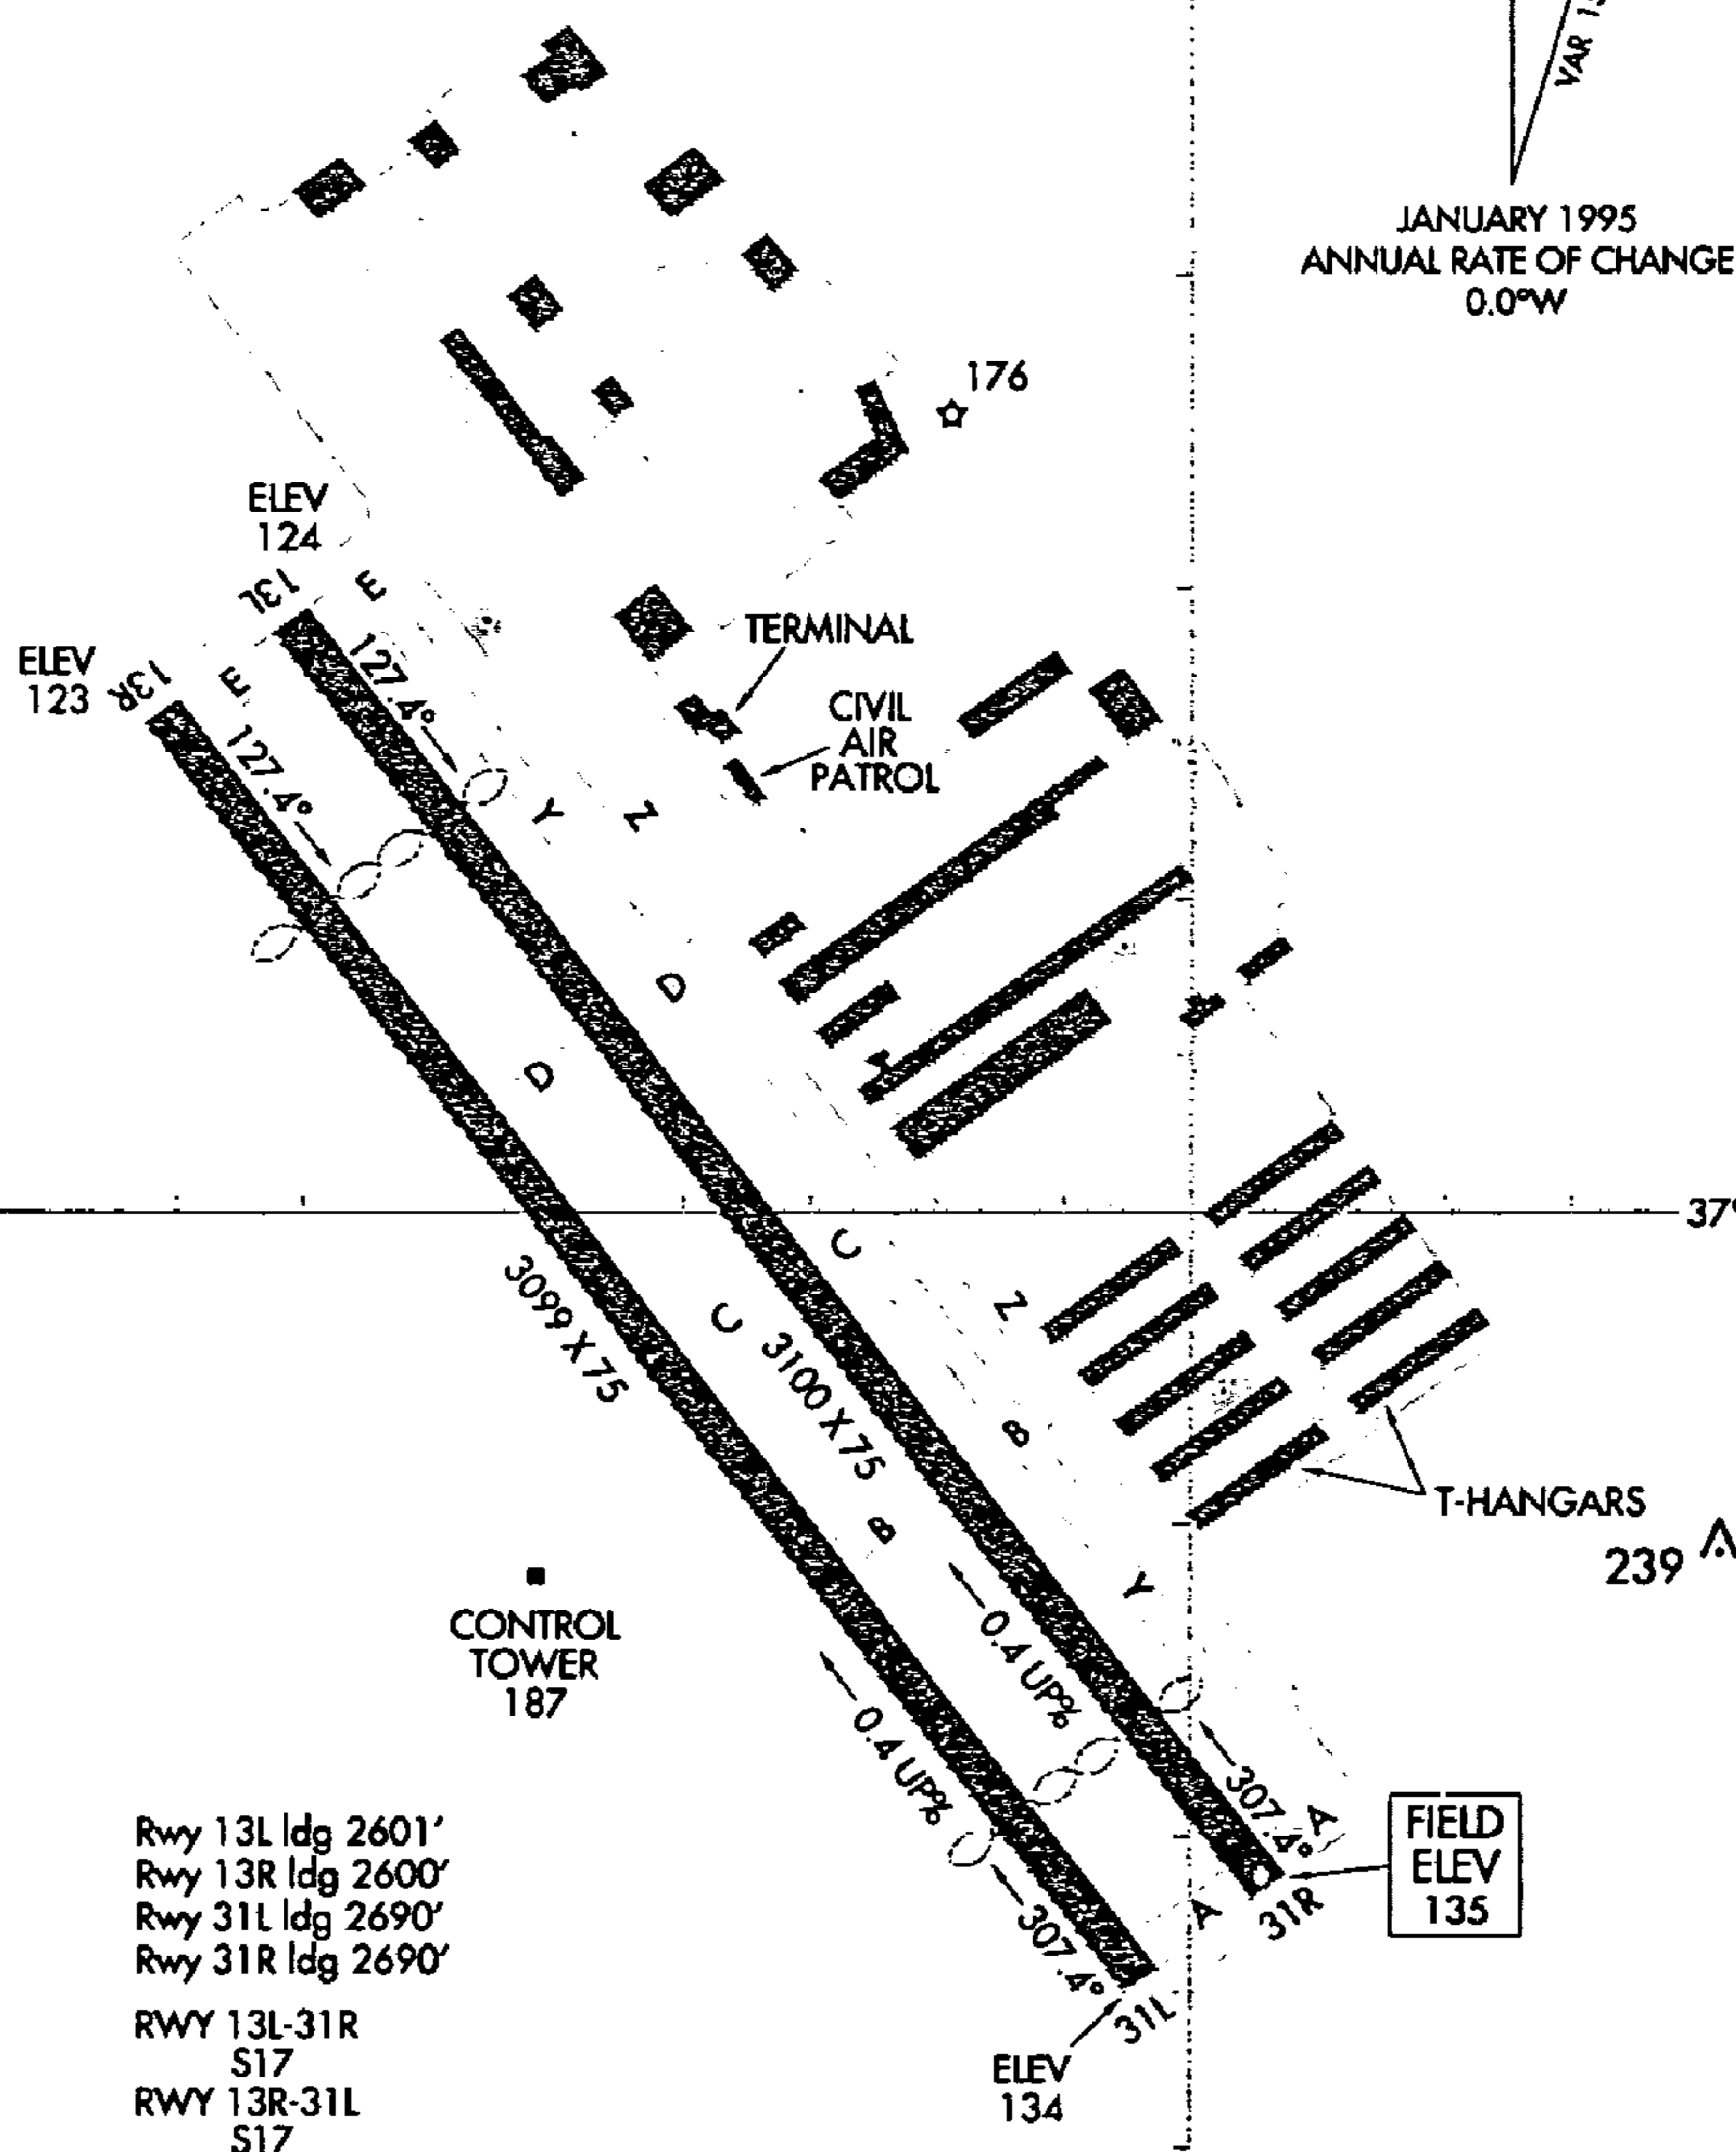 VAR
JANUARY 1995
ANNUAL RATE OF CHANGE
0.0°W
176
ELEV
124
13L
E
ELEV
123
13R
E
127.4°
127.4°
TERMINAL
CIVIL
AIR
PATROL
Y
Z
D
D
37°
C
C
Z
3099 X 75
3100 X 75
B
B
Y
T-HANGARS
239
CONTROL
TOWER
187
0.4 UP%
0.4 UP%
307.4°
A
31R
FIELD
ELEV
135
307.4°
A
31L
ELEV
134
Rwy 13L ldg 2601'
Rwy 13R ldg 2600'
Rwy 31L ldg 2690'
Rwy 31R ldg 2690'
RWY 13L-31R
S17
RWY 13R-31L
S17